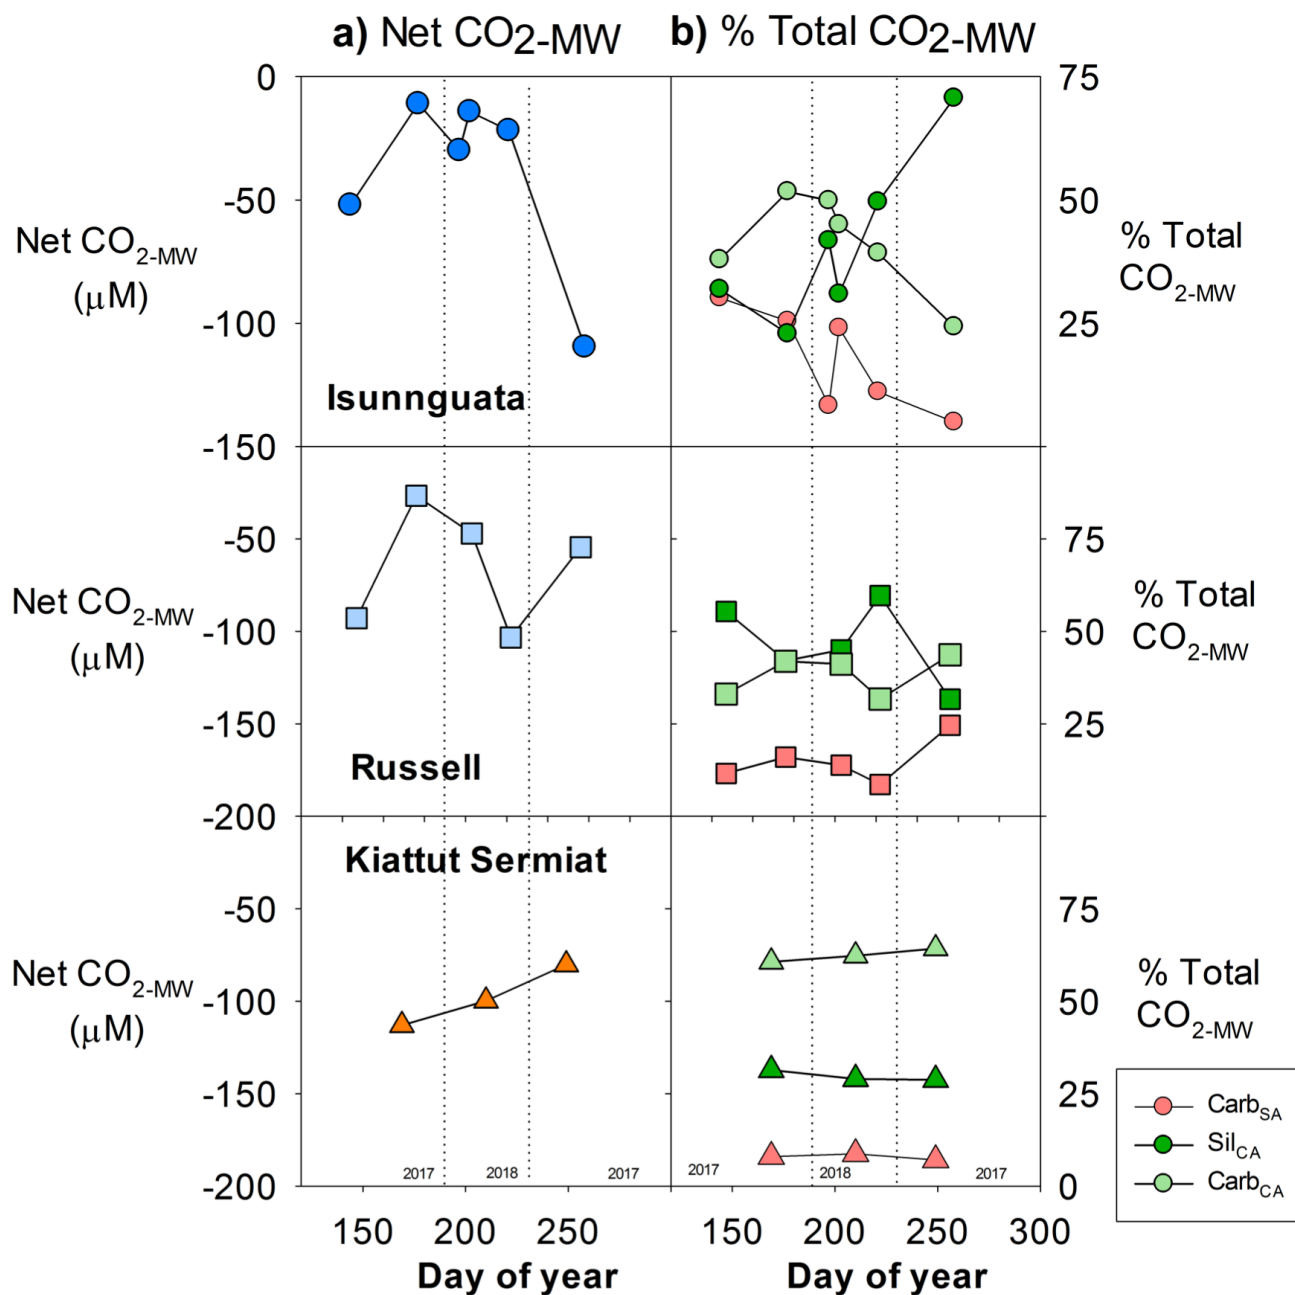 a) Net CO2-MW
b) % Total CO2-MW
0
-50
-100
-150
Net CO2-MW
(μM)
Isunnguata
75
50
25
% Total
CO2-MW
-50
-100
-150
-200
Net CO2-MW
(μM)
Russell
75
50
25
% Total
CO2-MW
Kiattut Sermiat
-50
-100
-150
-200
Net CO2-MW
(μM)
2017
2018
2017
2017
2018
2017
75
50
25
0
% Total
CO2-MW
CarbSA
SilCA
CarbCA
150 200 250
150 200 250 300
Day of year
Day of year